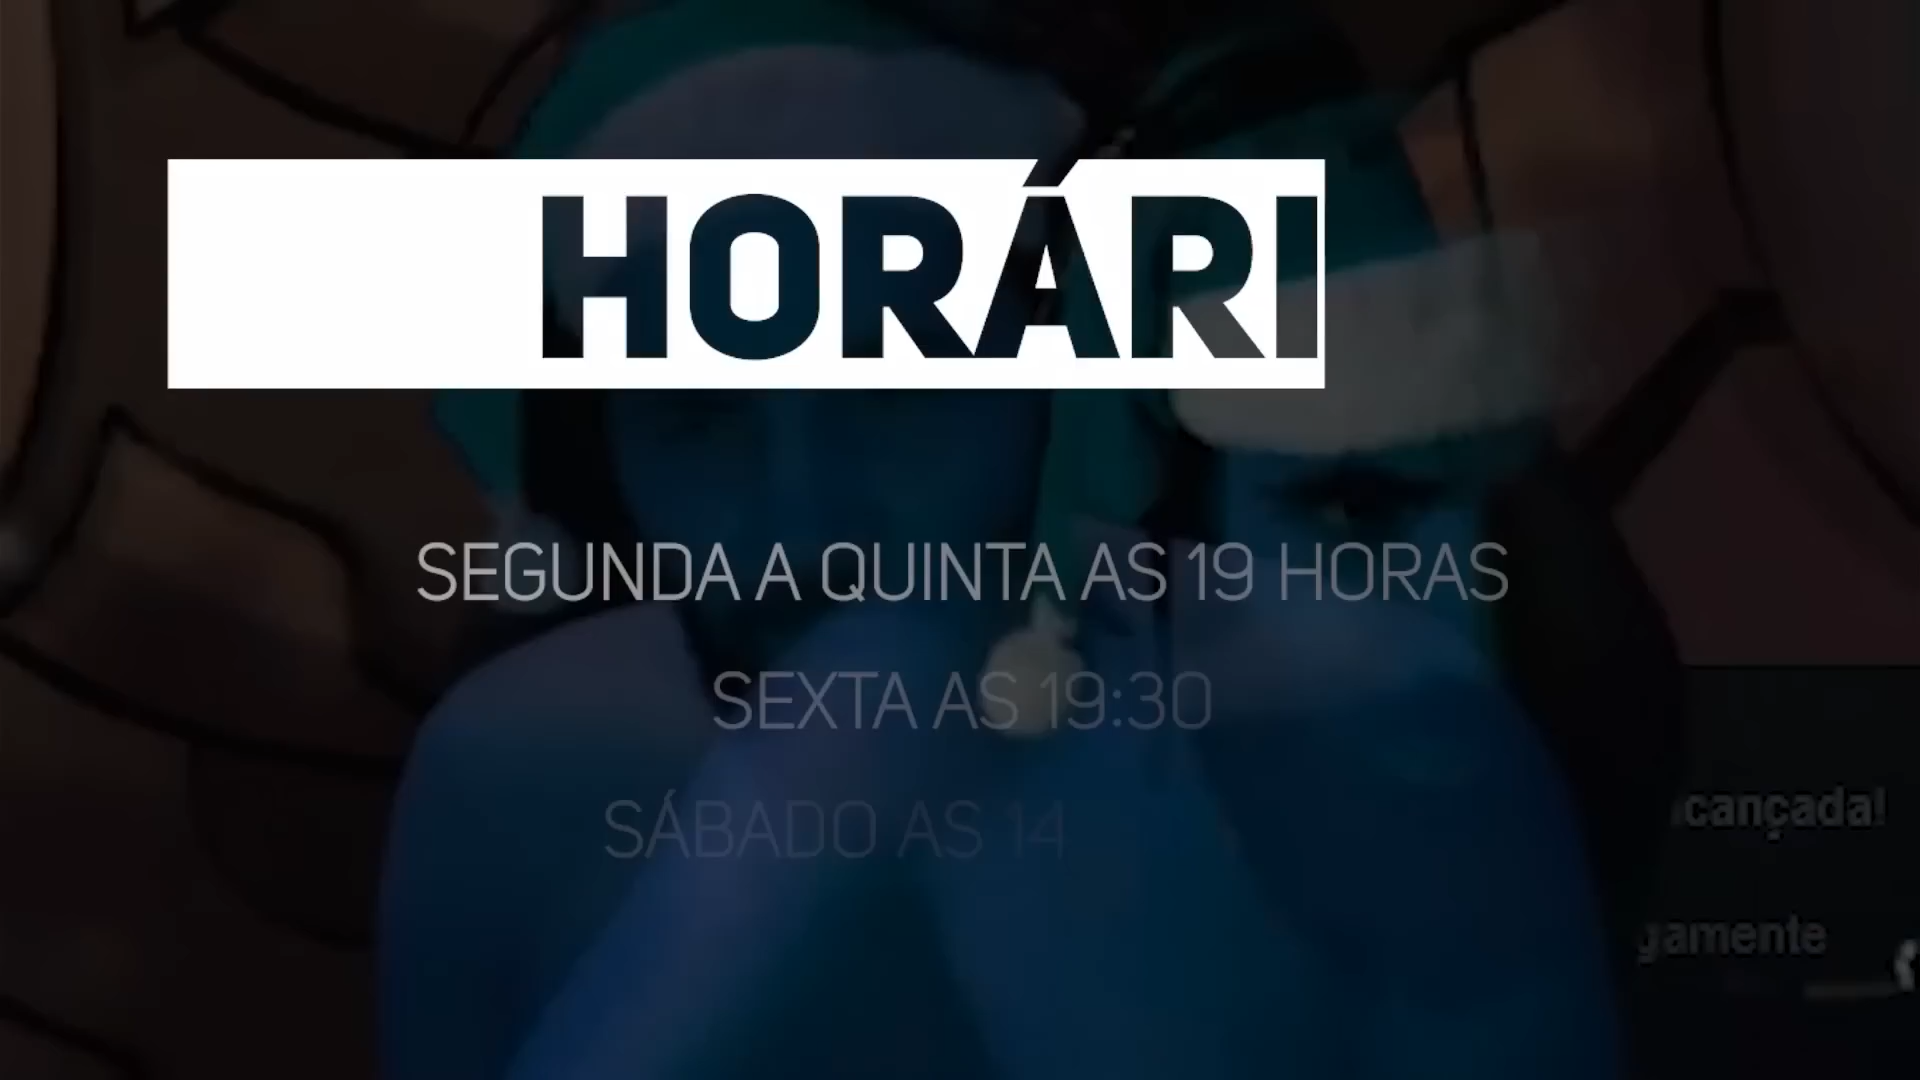 HORÁRI
SEGUNDA A QUINTA AS 19 HORAS
SEXTA AS 19:30
SÁBADO AS 14
cançada!
gamente